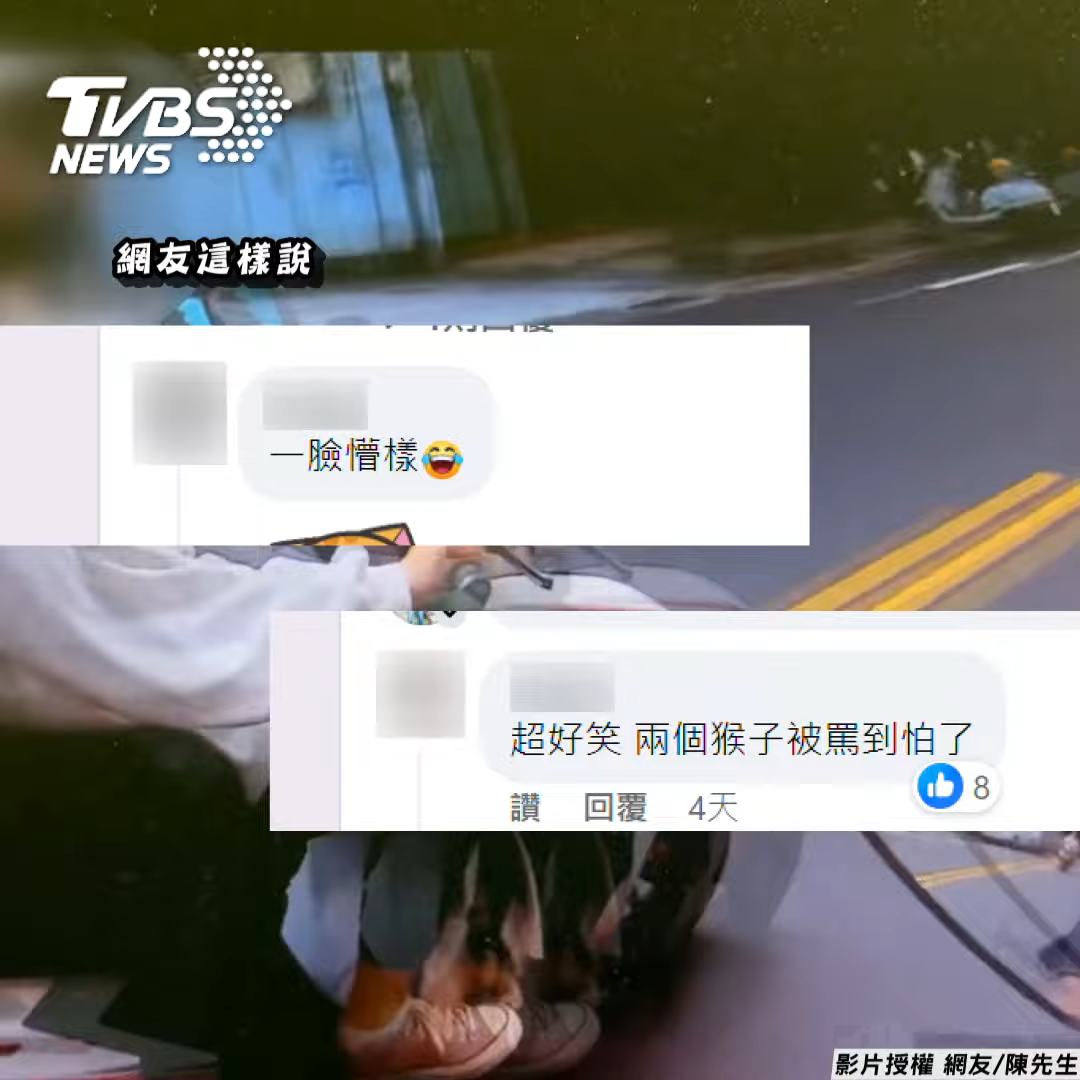 TVBS
NEWS
網友這樣說
一臉懵樣😂
超好笑 兩個猴子被罵到怕了
讚 回覆 4天
8
影片授權 網友/陳先生